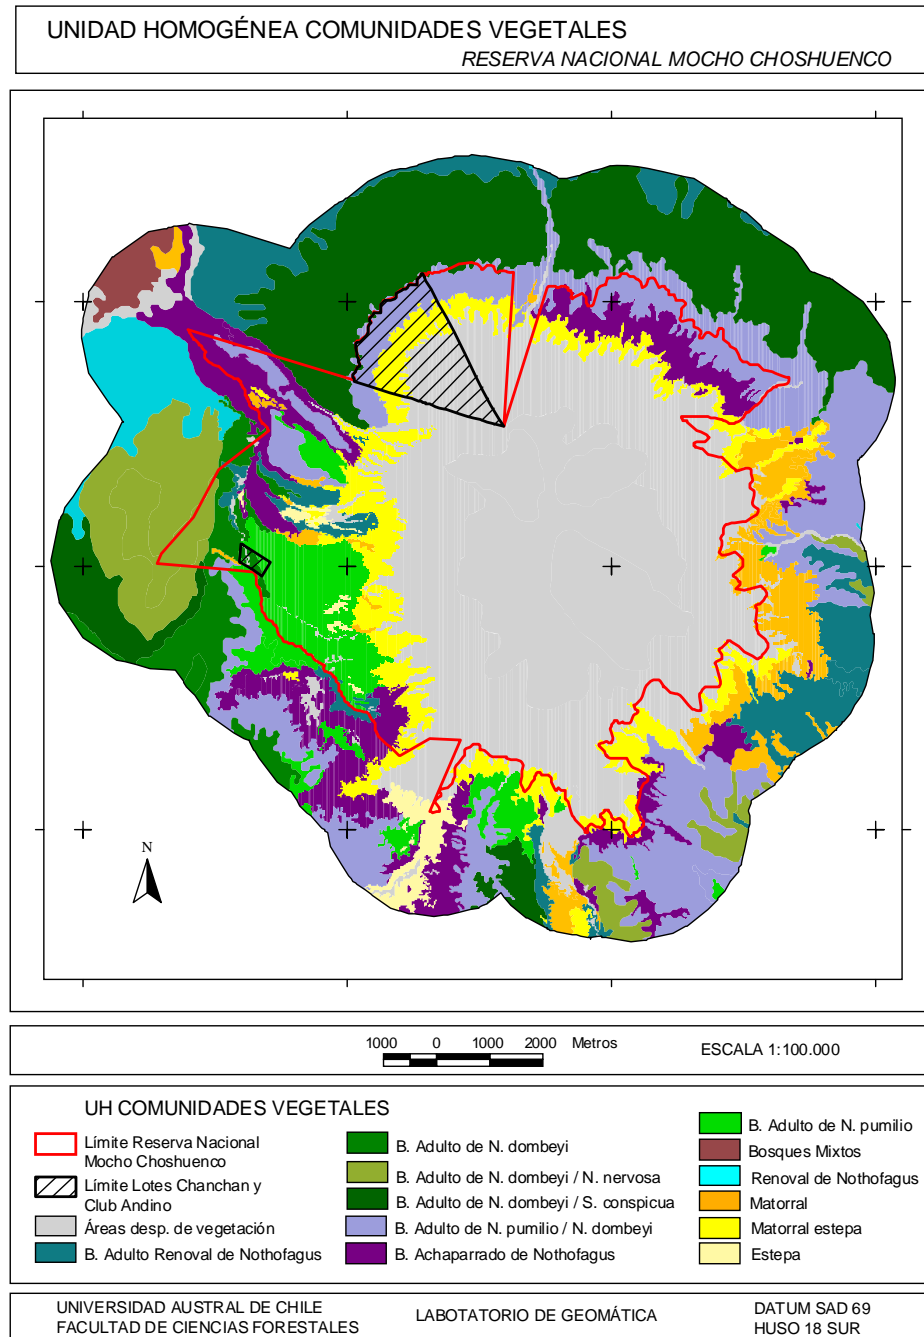 UNIDAD HOMOGÉNEA COMUNIDADES VEGETALES
RESERVA NACIONAL MOCHO CHOSHUENCO
N
1000 0 1000 2000 Metros
ESCALA 1:100.000
UH COMUNIDADES VEGETALES
Límite Reserva Nacional
Mocho Choshuenco
Límite Lotes Chanchan y
Club Andino
Áreas desp. de vegetación
B. Adulto Renoval de Nothofagus
B. Adulto de N. dombeyi
B. Adulto de N. dombeyi / N. nervosa
B. Adulto de N. dombeyi / S. conspicua
B. Adulto de N. pumilio / N. dombeyi
B. Achaparrado de Nothofagus
B. Adulto de N. pumilio
Bosques Mixtos
Renoval de Nothofagus
Matorral
Matorral estepa
Estepa
UNIVERSIDAD AUSTRAL DE CHILE
FACULTAD DE CIENCIAS FORESTALES
LABOTATORIO DE GEOMÁTICA
DATUM SAD 69
HUSO 18 SUR